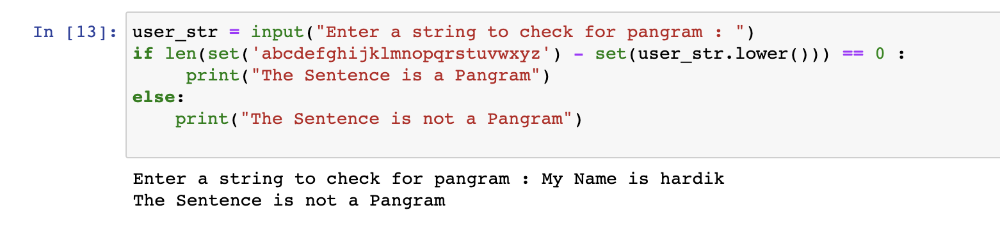 In [13]: user_str = input("Enter a string to check for pangram : ")
if len(set('abcdefghijklmnopqrstuvwxyz') - set(user_str.lower())) == 0 :
     print("The Sentence is a Pangram")
else:
    print("The Sentence is not a Pangram")
Enter a string to check for pangram : My Name is hardik
The Sentence is not a Pangram